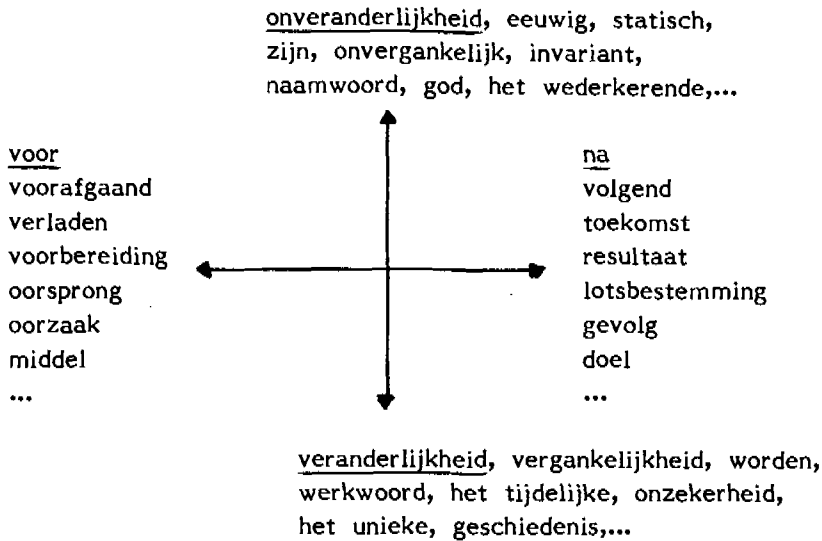 onveranderlijkheid, eeuwig, statisch,
zijn, onvergankelijk, invariant,
naamwoord, god, het wederkerende,...
voor
voorafgaand
verladen
voorbereiding
oorsprong
oorzaak
middel
...
na
volgend
toekomst
resultaat
lotsbestemming
gevolg
doel
...
veranderlijkheid, vergankelijkheid, worden,
werkwoord, het tijdelijke, onzekerheid,
het unieke, geschiedenis,...